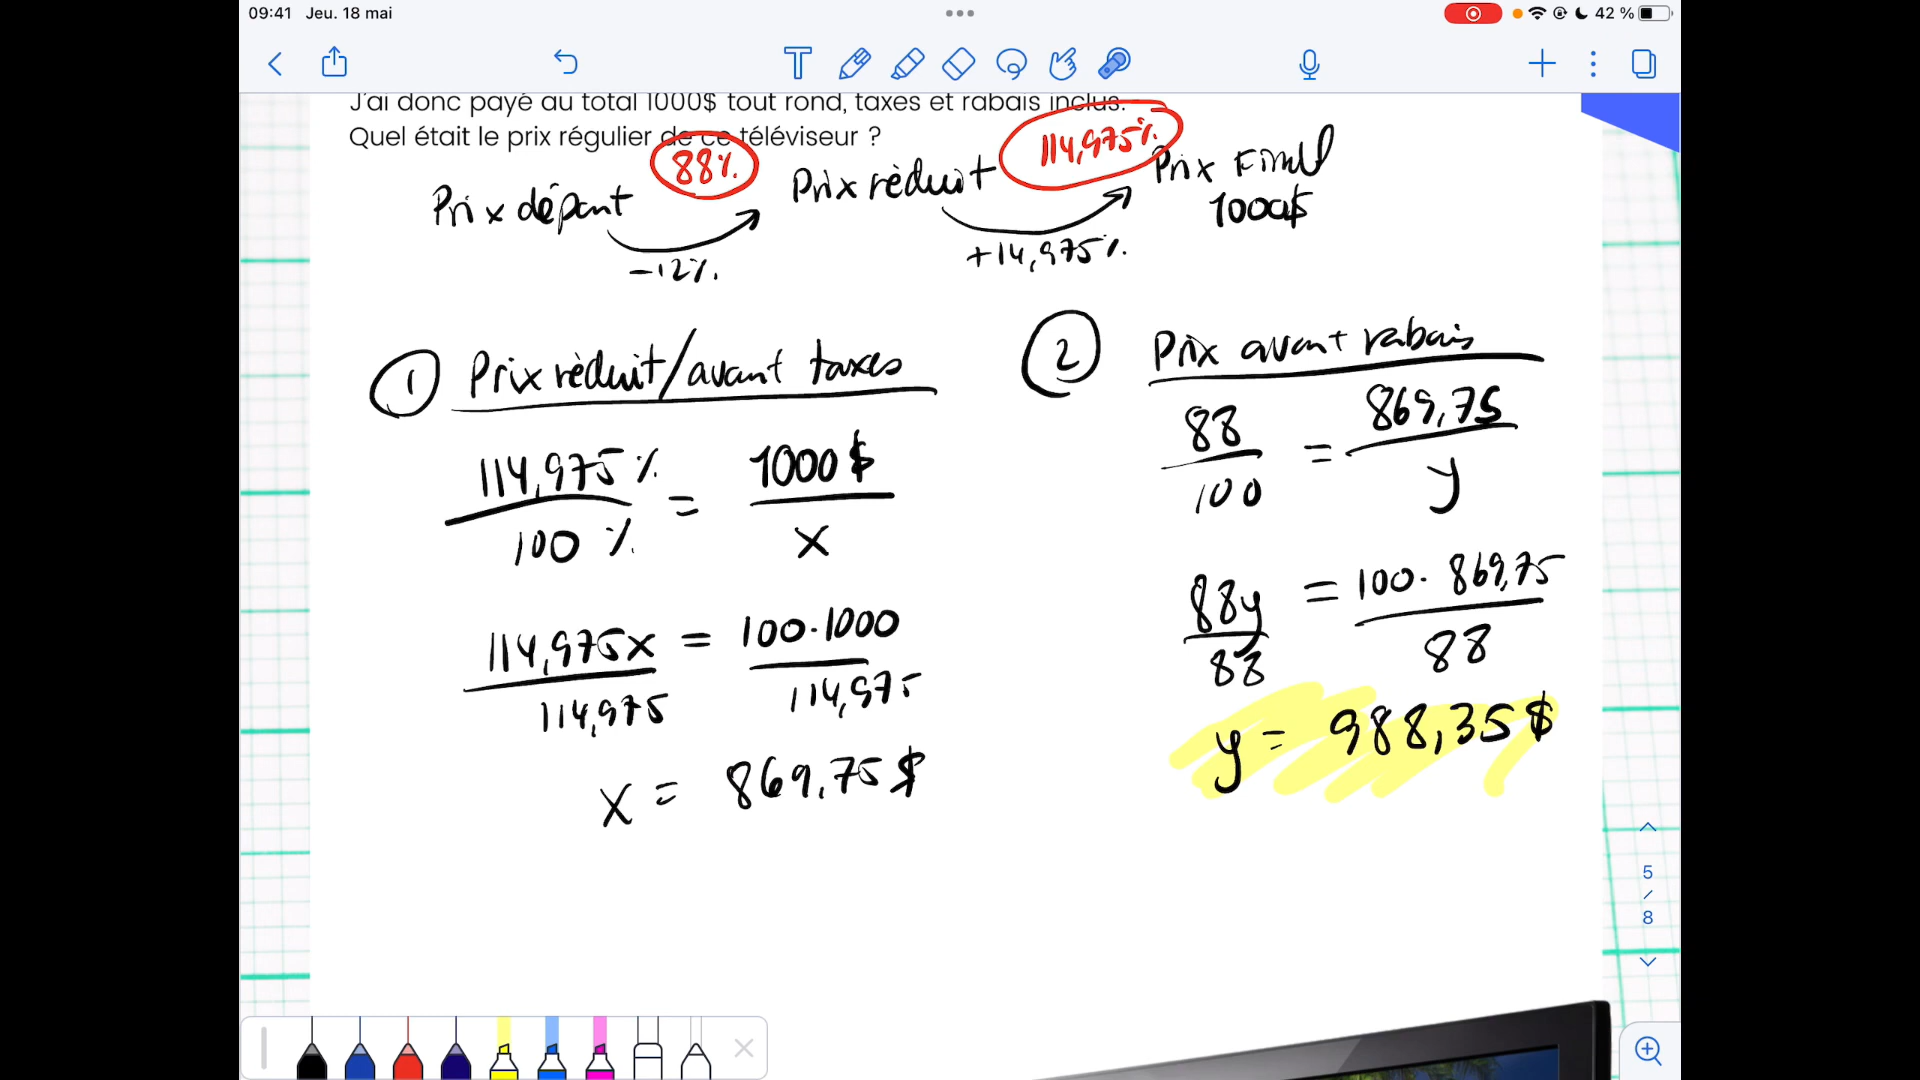 09:41 Jeu. 18 mai
42 %
J'ai donc payé au total 1000$ tout rond, taxes et rabais inclus.
Quel était le prix régulier de ce téléviseur ?
88%
114,975%
Prix départ
Prix réduit
Prix Final
1000$
-12%
+14,975%
1 Prix réduit/avant taxes
114,975% = 1000$
100% x
114,975x = 100·1000
114,975 114,975
x = 869,75$
2 Prix avant rabais
88 = 869,75
100 y
88y = 100·869,75
88 88
y = 988,35$
5
/
8